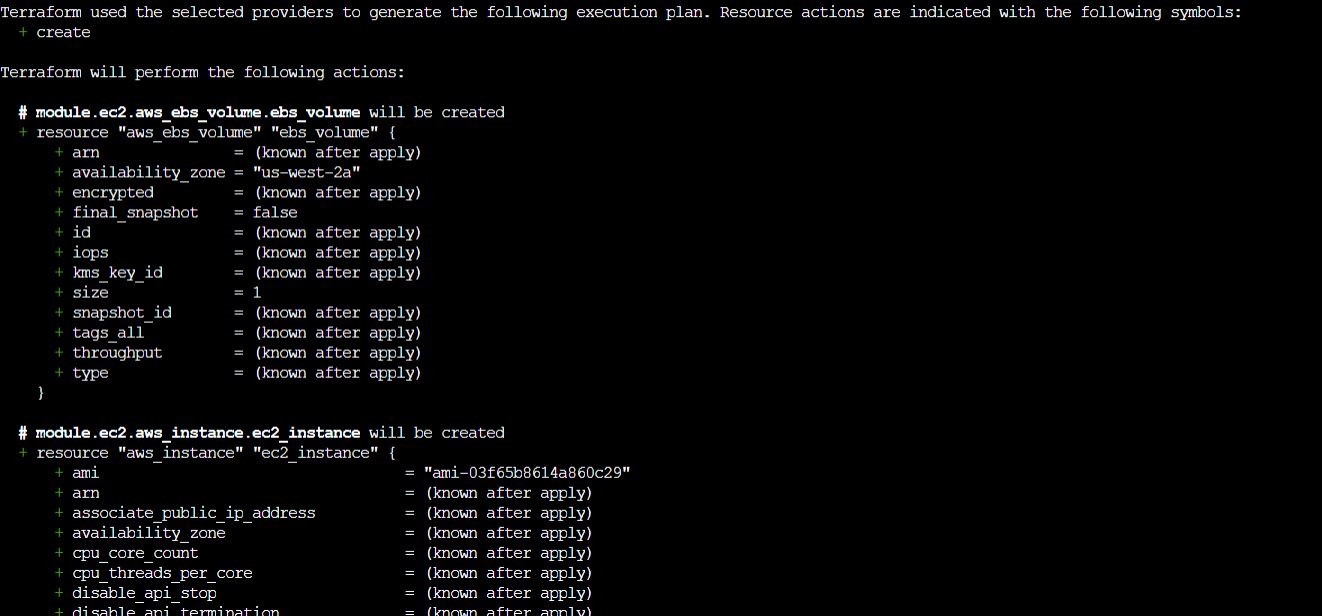 Terraform used the selected providers to generate the following execution plan. Resource actions are indicated with the following symbols:
  + create

Terraform will perform the following actions:

  # module.ec2.aws_ebs_volume.ebs_volume will be created
  + resource "aws_ebs_volume" "ebs_volume" {
      + arn               = (known after apply)
      + availability_zone = "us-west-2a"
      + encrypted         = (known after apply)
      + final_snapshot    = false
      + id                = (known after apply)
      + iops              = (known after apply)
      + kms_key_id        = (known after apply)
      + size              = 1
      + snapshot_id       = (known after apply)
      + tags_all          = (known after apply)
      + throughput        = (known after apply)
      + type              = (known after apply)
    }

  # module.ec2.aws_instance.ec2_instance will be created
  + resource "aws_instance" "ec2_instance" {
      + ami                                  = "ami-03f65b8614a860c29"
      + arn                                  = (known after apply)
      + associate_public_ip_address          = (known after apply)
      + availability_zone                    = (known after apply)
      + cpu_core_count                       = (known after apply)
      + cpu_threads_per_core                 = (known after apply)
      + disable_api_stop                     = (known after apply)
      + disable_api_termination              = (known after apply)